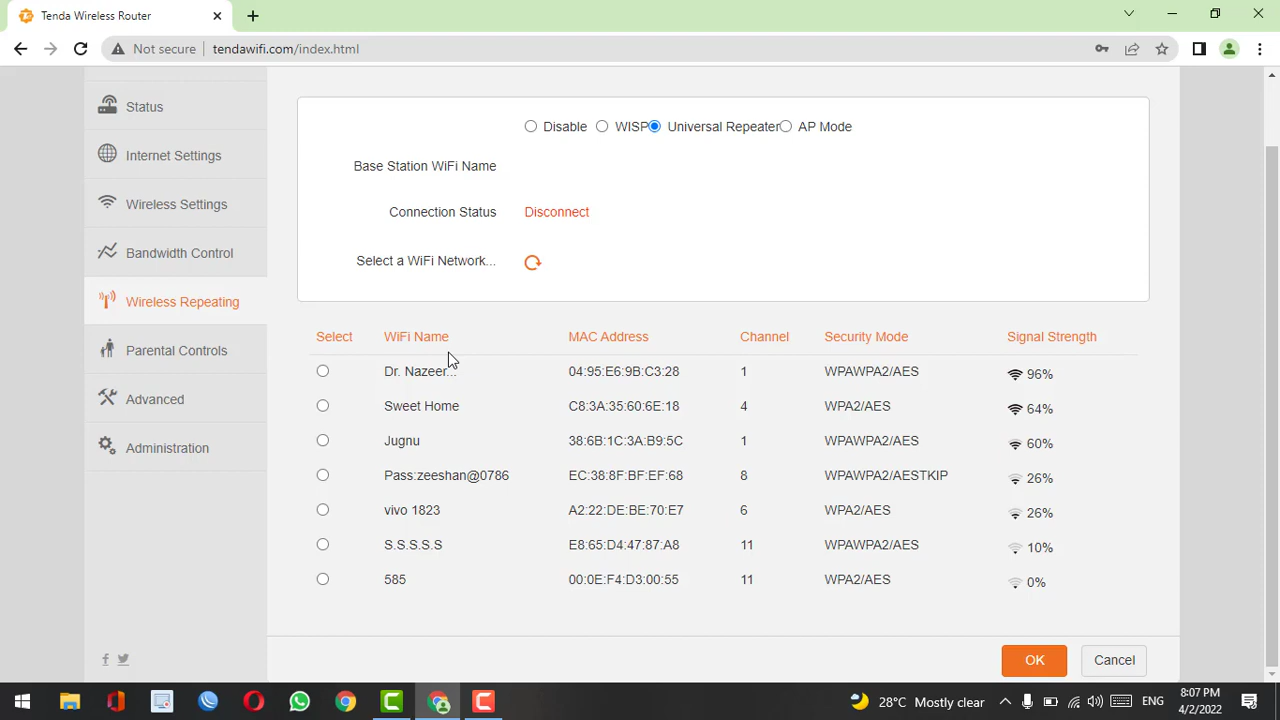 Tenda Wireless Router
Not secure tendawifi.com/index.html
Status
Internet Settings
Wireless Settings
Bandwidth Control
Wireless Repeating
Parental Controls
Advanced
Administration
Disable WISP Universal Repeater AP Mode
Base Station WiFi Name
Connection Status Disconnect
Select a WiFi Network...
Select WiFi Name MAC Address Channel Security Mode Signal Strength
Dr. Nazeer... 04:95:E6:9B:C3:28 1 WPAWPA2/AES 96%
Sweet Home C8:3A:35:60:6E:18 4 WPA2/AES 64%
Jugnu 38:6B:1C:3A:B9:5C 1 WPAWPA2/AES 60%
Pass:zeeshan@0786 EC:38:8F:BF:EF:68 8 WPAWPA2/AESTKIP 26%
vivo 1823 A2:22:DE:BE:70:E7 6 WPA2/AES 26%
S.S.S.S.S E8:65:D4:47:87:A8 11 WPAWPA2/AES 10%
585 00:0E:F4:D3:00:55 11 WPA2/AES 0%
OK Cancel
28°C Mostly clear ENG 8:07 PM
4/2/2022